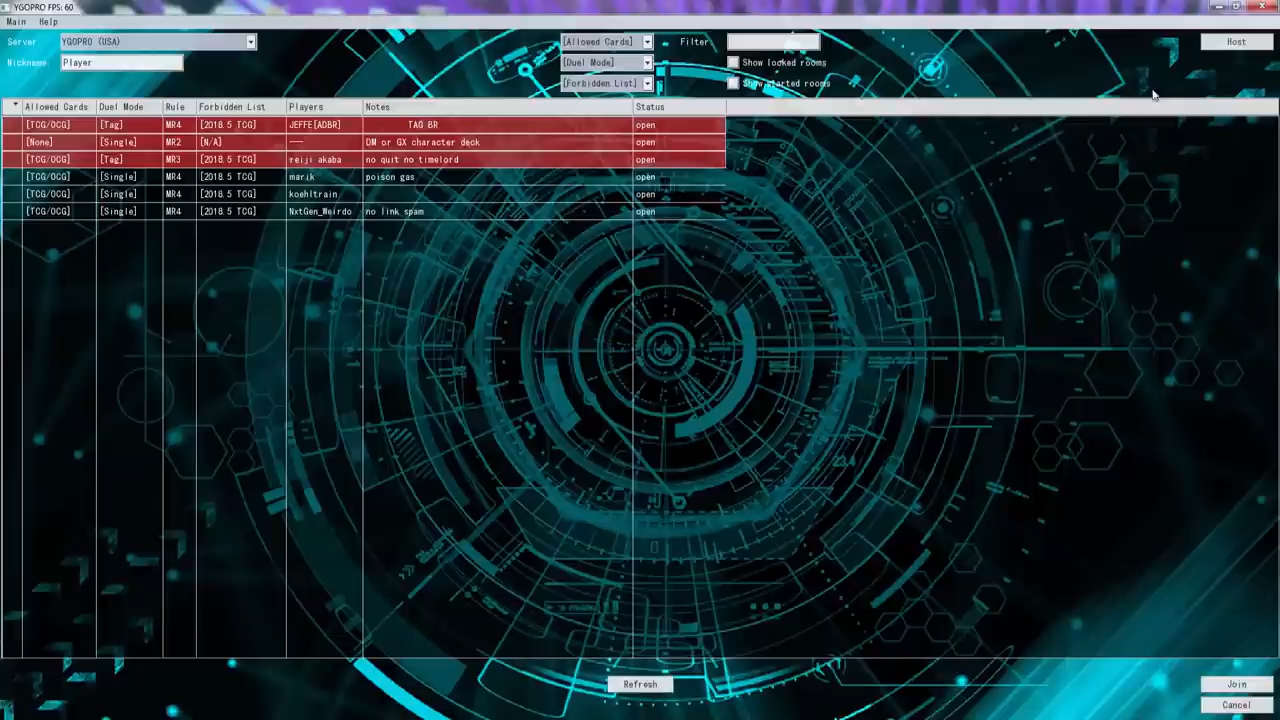 YGOPRO FPS: 60
Main Help
Server YGOPRO (USA) [Allowed Cards] Filter Host
Nickname Player [Duel Mode] Show locked rooms
[Forbidden List] Show started rooms
Allowed Cards Duel Mode Rule Forbidden List Players Notes Status
[TCG/OCG] [Tag] MR4 [2018.5 TCG] JEFFE[ADBR] TAG BR open
[None] [Single] MR2 [N/A] ── DM or GX character deck open
[TCG/OCG] [Tag] MR3 [2018.5 TCG] reiji akaba no quit no timelord open
[TCG/OCG] [Single] MR4 [2018.5 TCG] marik poison gas open
[TCG/OCG] [Single] MR4 [2018.5 TCG] koehltrain open
[TCG/OCG] [Single] MR4 [2018.5 TCG] NxtGen_Weirdo no link spam open
23.4
Refresh Join
Cancel